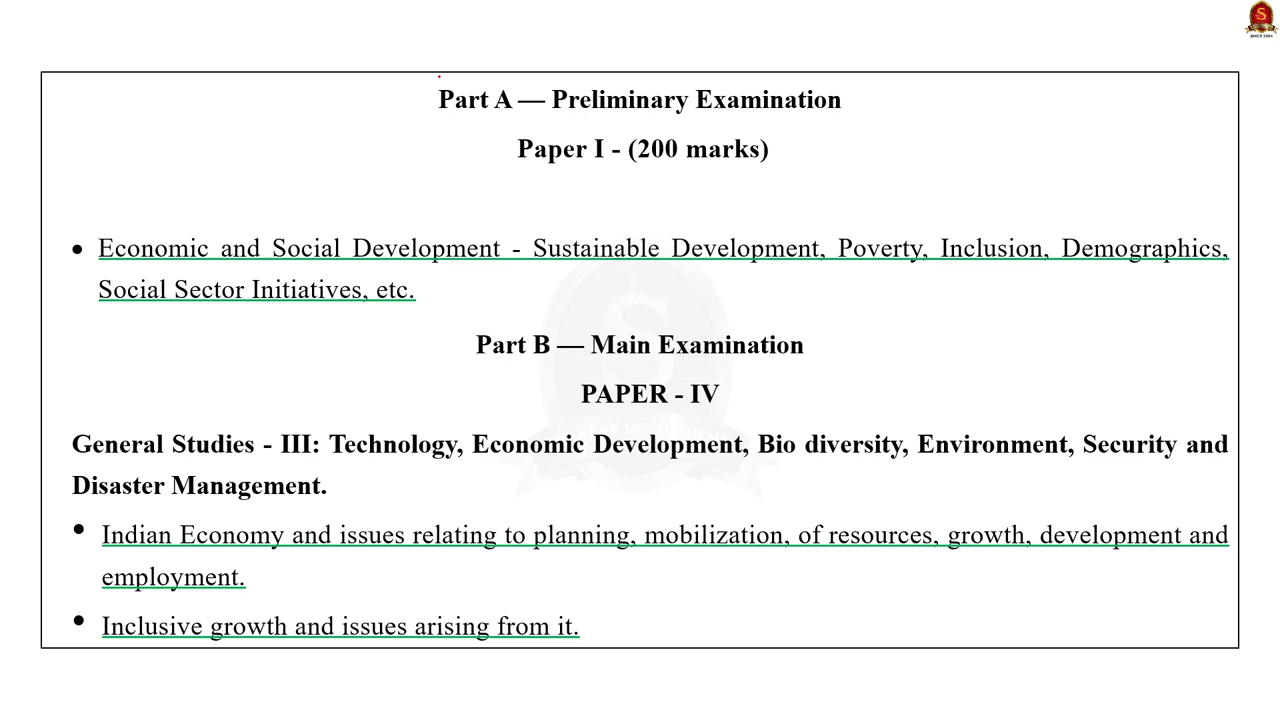 S
SINCE 2004
Part A — Preliminary Examination
Paper I - (200 marks)
• Economic and Social Development - Sustainable Development, Poverty, Inclusion, Demographics,
Social Sector Initiatives, etc.
Part B — Main Examination
PAPER - IV
General Studies - III: Technology, Economic Development, Bio diversity, Environment, Security and
Disaster Management.
• Indian Economy and issues relating to planning, mobilization, of resources, growth, development and
employment.
• Inclusive growth and issues arising from it.